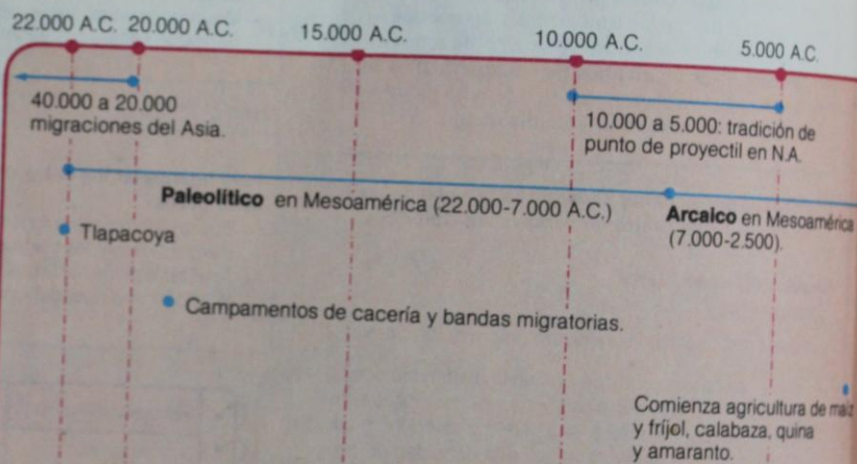 22.000 A.C. 20.000 A.C. 15.000 A.C. 10.000 A.C. 5.000 A.C.
40.000 a 20.000
migraciones del Asia.
10.000 a 5.000: tradición de
punto de proyectil en N.A.
Paleolítico en Mesoamérica (22.000-7.000 A.C.)
Arcaico en Mesoamérica
(7.000-2.500).
Tlapacoya
Campamentos de cacería y bandas migratorias.
Comienza agricultura de maíz
y fríjol, calabaza, quina
y amaranto.